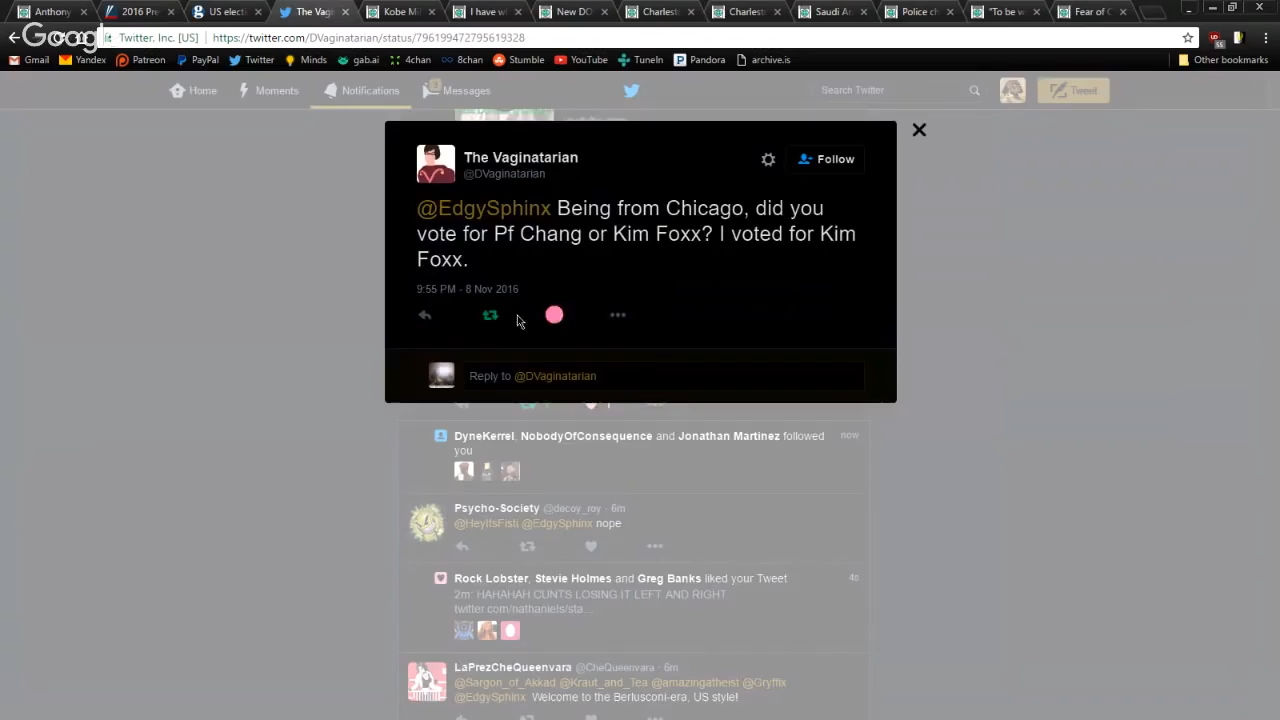 Anthony
2016 Pre
US electi
The Vag
Kobe Mi
I have w
New DO
Charlest
Charlest
Saudi Ar
Police ch
"To be w
Fear of C
Goog
Twitter, Inc. [US]
https://twitter.com/DVaginatarian/status/796199472795619328
Gmail
Yandex
Patreon
PayPal
Twitter
Minds
gab.ai
4chan
8chan
Stumble
YouTube
TuneIn
Pandora
archive.is
Other bookmarks
Home
Moments
Notifications
Messages
Search Twitter
Tweet
The Vaginatarian
@DVaginatarian
Follow
@EdgySphinx Being from Chicago, did you
vote for Pf Chang or Kim Foxx? I voted for Kim
Foxx.
9:55 PM - 8 Nov 2016
Reply to @DVaginatarian
DyneKerrel, NobodyOfConsequence and Jonathan Martinez followed
you
now
Psycho-Society @decoy_roy · 6m
@HeyItsFisti @EdgySphinx nope
Rock Lobster, Stevie Holmes and Greg Banks liked your Tweet
4s
2m: HAHAHAH CUNTS LOSING IT LEFT AND RIGHT
twitter.com/nathaniels/sta…
LaPrezCheQueenvara @CheQueenvara · 6m
@Sargon_of_Akkad @Kraut_and_Tea @amazingatheist @Gryffix
@EdgySphinx Welcome to the Berlusconi-era, US style!